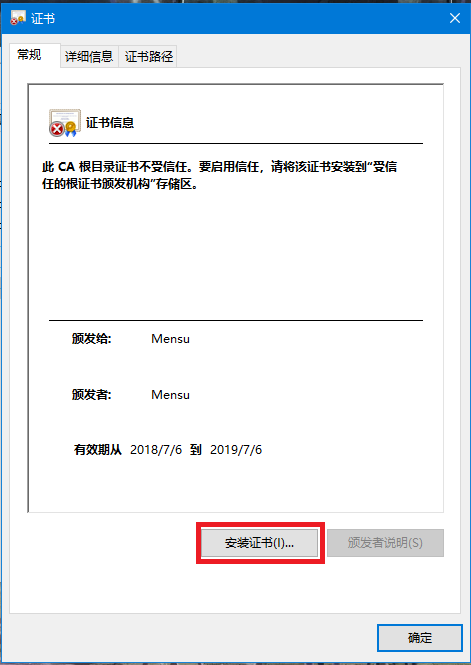 证书
常规 详细信息 证书路径
证书信息
此 CA 根目录证书不受信任。要启用信任，请将该证书安装到“受信
任的根证书颁发机构”存储区。
颁发给: Mensu
颁发者: Mensu
有效期从 2018/7/6 到 2019/7/6
安装证书(I)... 颁发者说明(S)
确定